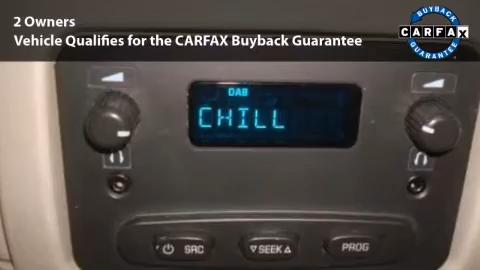 2 Owners
Vehicle Qualifies for the CARFAX Buyback Guarantee
BUYBACK
CARFAX
GUARANTEE
DAB
CHILL
SRC
SEEK
PROG